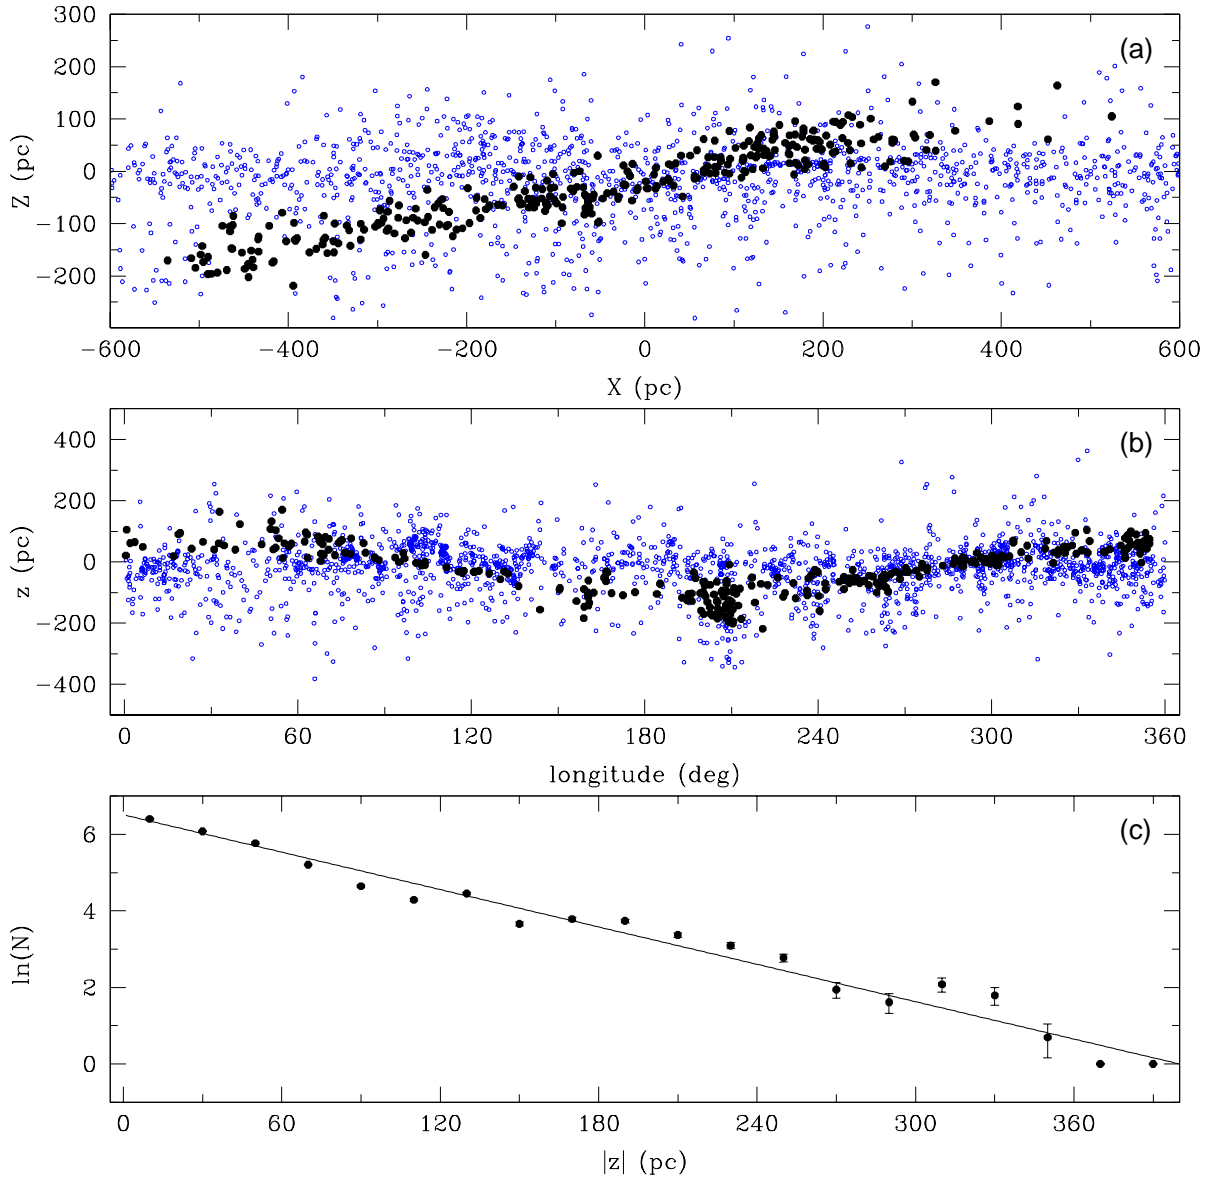 (a)
300
200
100
0
−100
−200
Z (pc)
−600 −400 −200 0 200 400 600
X (pc)
(b)
400
200
0
−200
−400
z (pc)
0 60 120 180 240 300 360
longitude (deg)
(c)
6
4
2
0
ln(N)
0 60 120 180 240 300 360
|z| (pc)